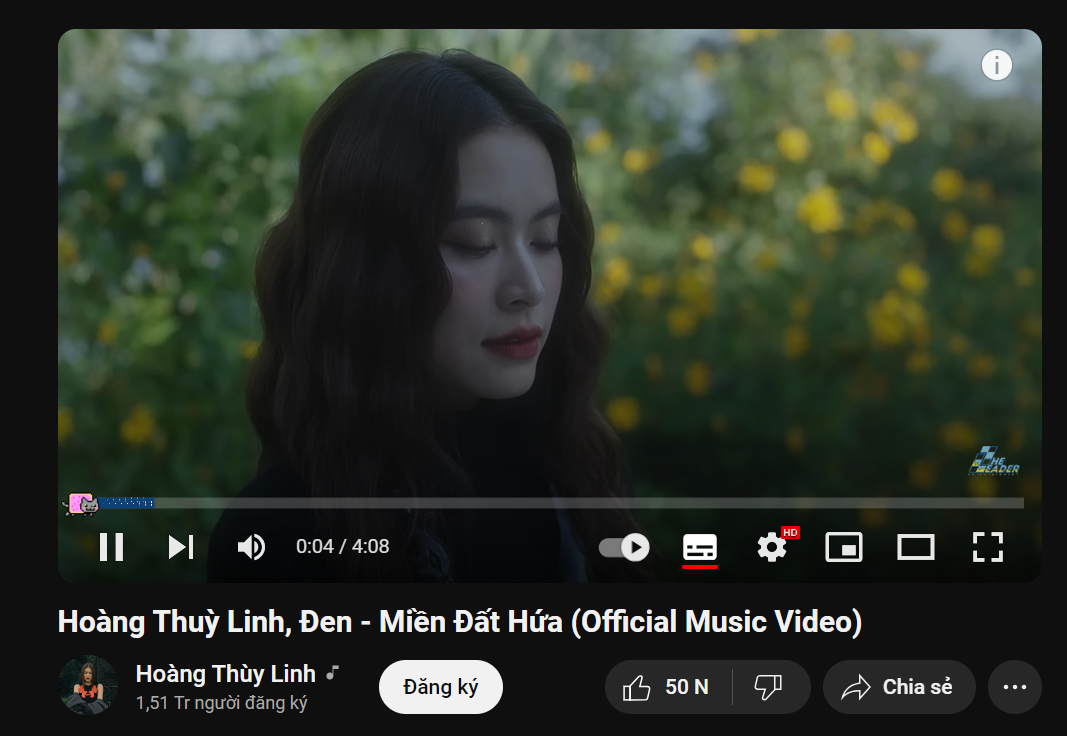 i
THE
LEADER
ENTERTAINMENT
HD
0:04 / 4:08
Hoàng Thuỳ Linh, Đen - Miền Đất Hứa (Official Music Video)
Hoàng Thùy Linh
1,51 Tr người đăng ký
Đăng ký
50 N
Chia sẻ